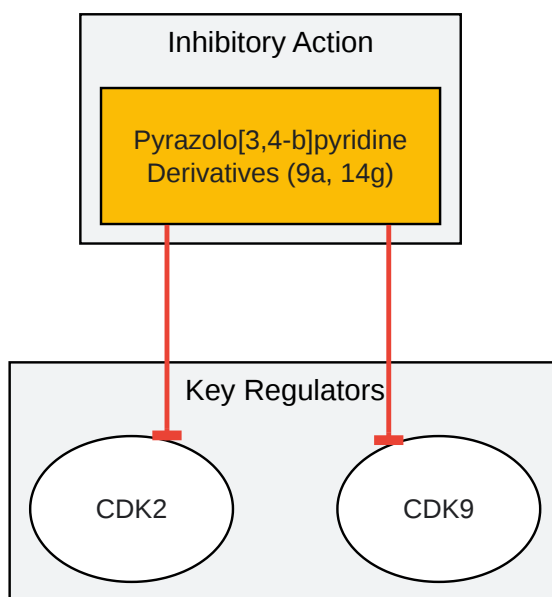 Inhibitory Action
Pyrazolo[3,4-b]pyridine
Derivatives (9a, 14g)
Key Regulators
CDK2
CDK9